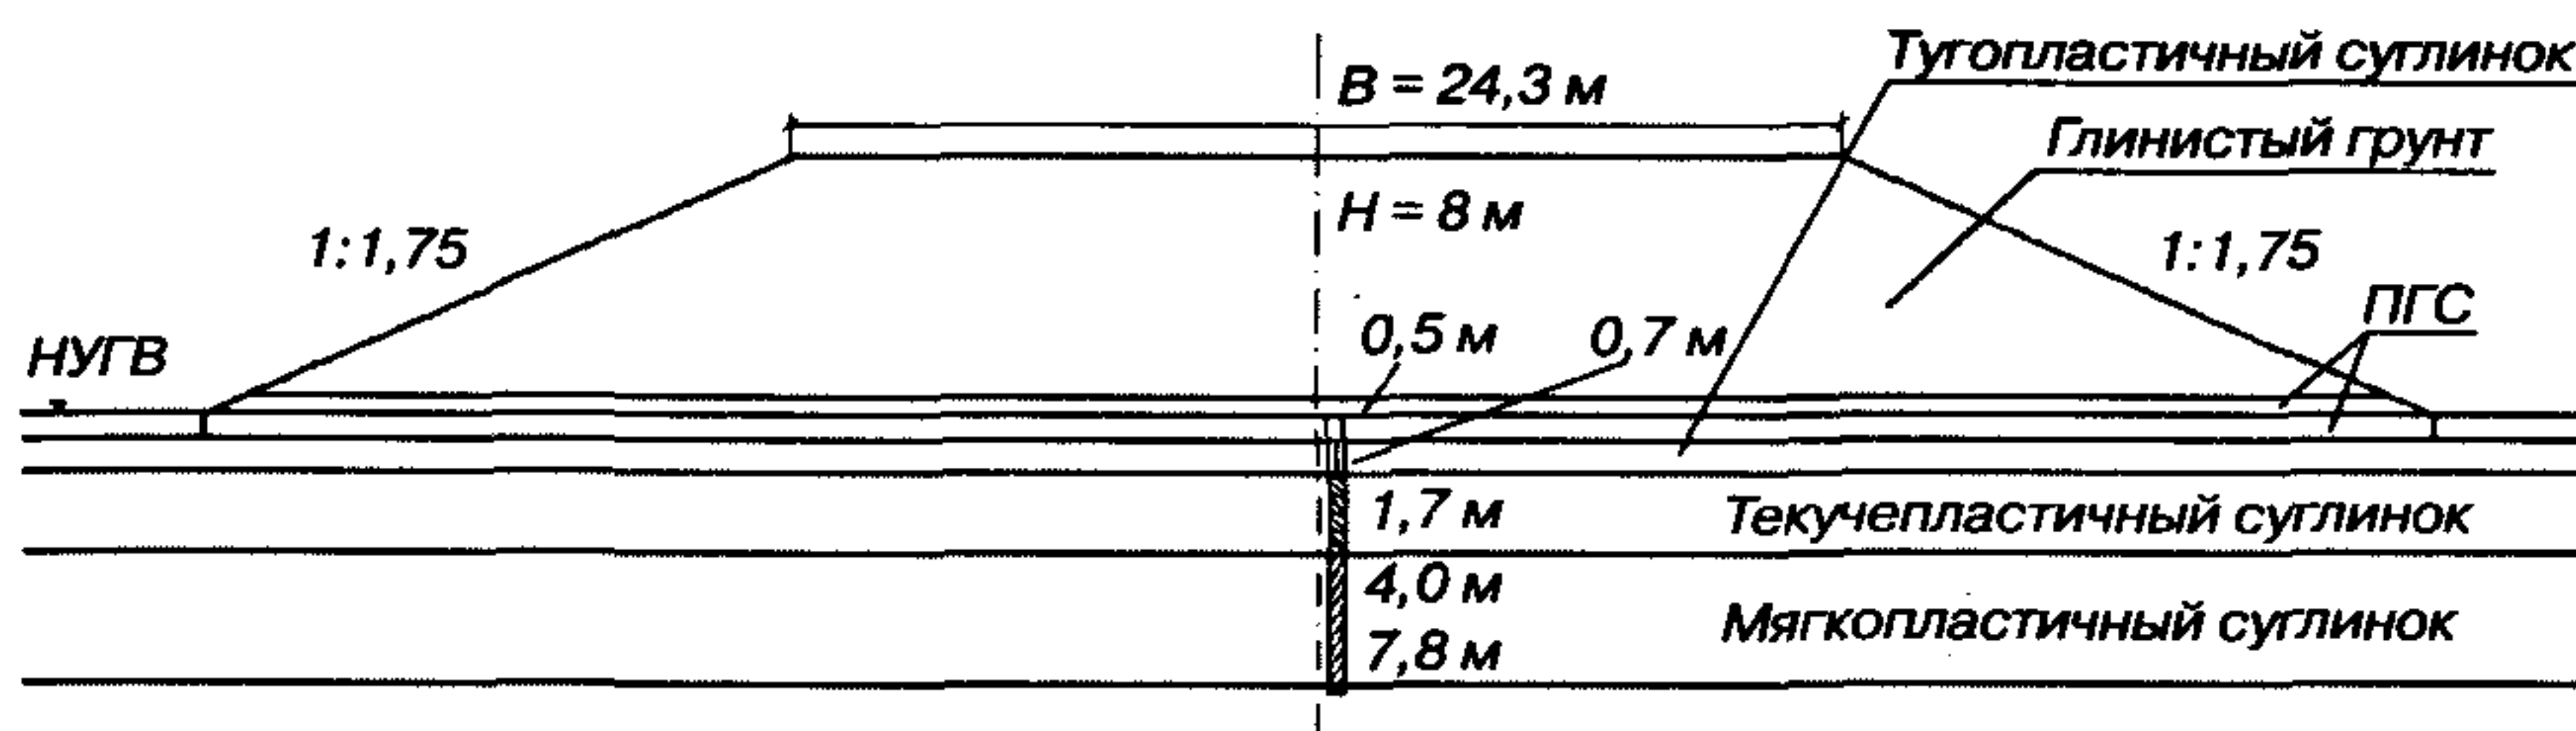 Тугопластичный суглинок
B = 24,3 м
Глинистый грунт
H = 8 м
1:1,75
1:1,75
ПГС
0,5 м
0,7 м
НУГВ
1,7 м
Текучепластичный суглинок
4,0 м
Мягкопластичный суглинок
7,8 м